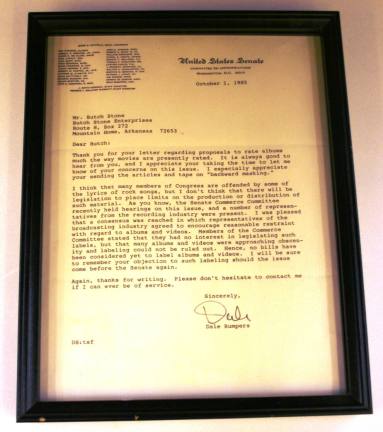 United States Senate
COMMITTEE ON APPROPRIATIONS
WASHINGTON, D.C. 20510
October 1, 1985
Mr. Butch Stone
Butch Stone Enterprises
Route 8, Box 272
Mountain Home, Arkansas 72653
Dear Butch:
Thank you for your letter regarding proposals to rate albums
much the way movies are presently rated. It is always good to
hear from you, and I appreciate your taking the time to let me
know of your concerns on this issue. I especially appreciate
your sending the articles and tape on "backward masking."
I think that many members of Congress are offended by some of
the lyrics of rock songs, but I don't think that there will be
legislation to place limits on the production or distribution of
such material. As you know, the Senate Commerce Committee
recently held hearings on this issue, and a number of represen-
tatives from the recording industry were present. I was pleased
that a consensus was reached in which representatives of the
broadcasting industry agreed to encourage reasonable restraint
with regard to albums and videos. Members of the Commerce
Committee stated that they had no interest in legislating such
labels, but that many albums and videos were approaching obscen-
ity and labeling could not be ruled out. Hence, no bills have
been considered yet to label albums and videos. I will be sure
to remember your objection to such labeling should the issue
come before the Senate again.
Again, thanks for writing. Please don't hesitate to contact me
if I can ever be of service.
Sincerely,
Dale
Dale Bumpers
DB:tsf